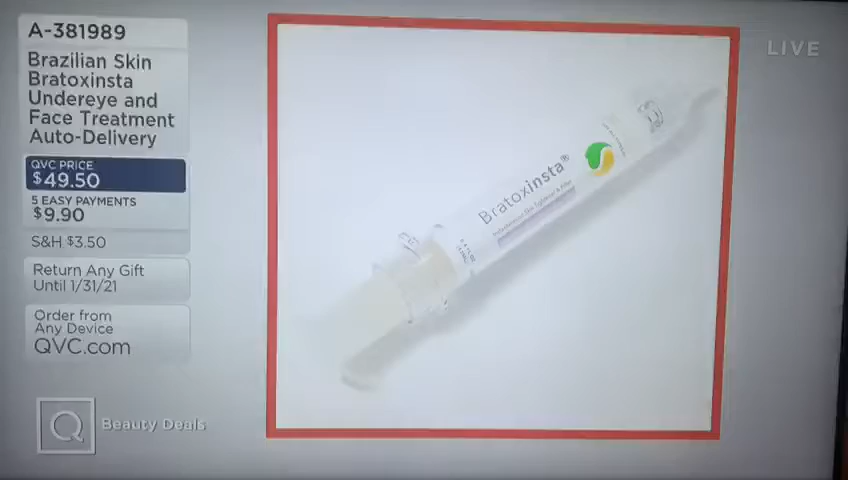 A-381989
Brazilian Skin
Bratoxinsta
Undereye and
Face Treatment
Auto-Delivery
QVC PRICE
$49.50
5 EASY PAYMENTS
$9.90
S&H $3.50
Return Any Gift
Until 1/31/21
Order from
Any Device
QVC.com
Q
Beauty Deals
LIVE
Bratoxinsta®